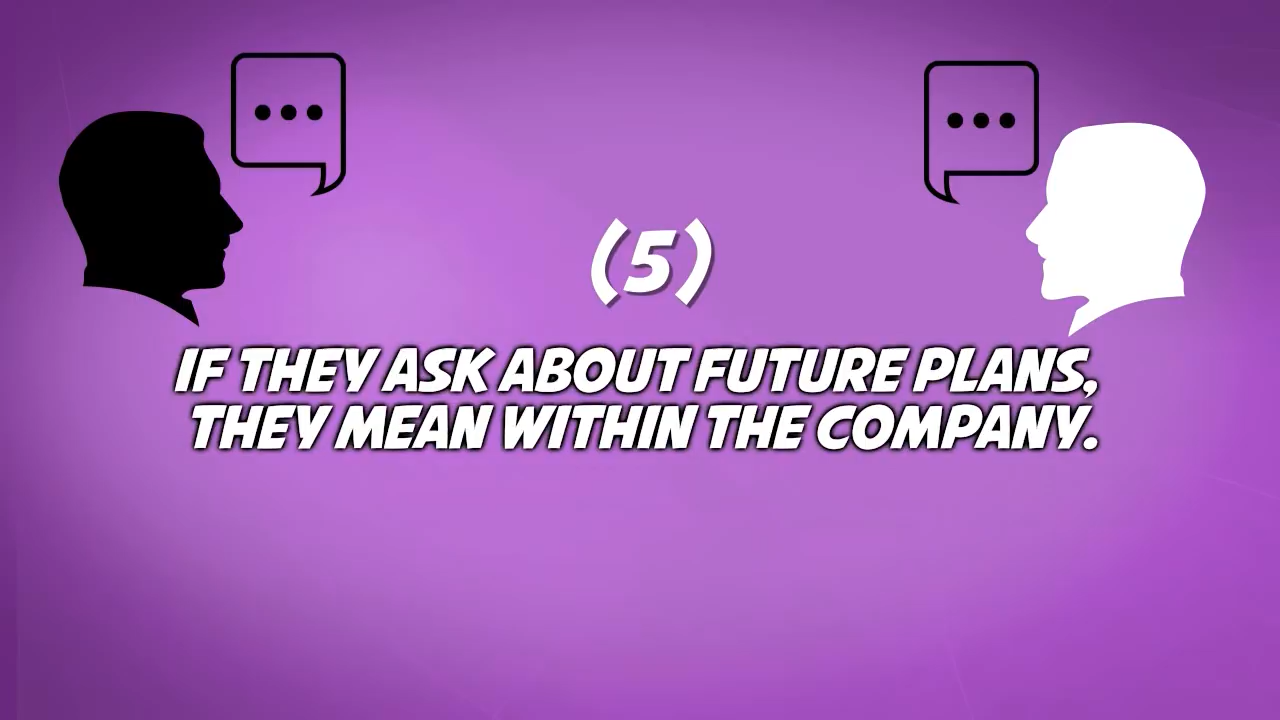 (5)
IF THEY ASK ABOUT FUTURE PLANS,
THEY MEAN WITHIN THE COMPANY.